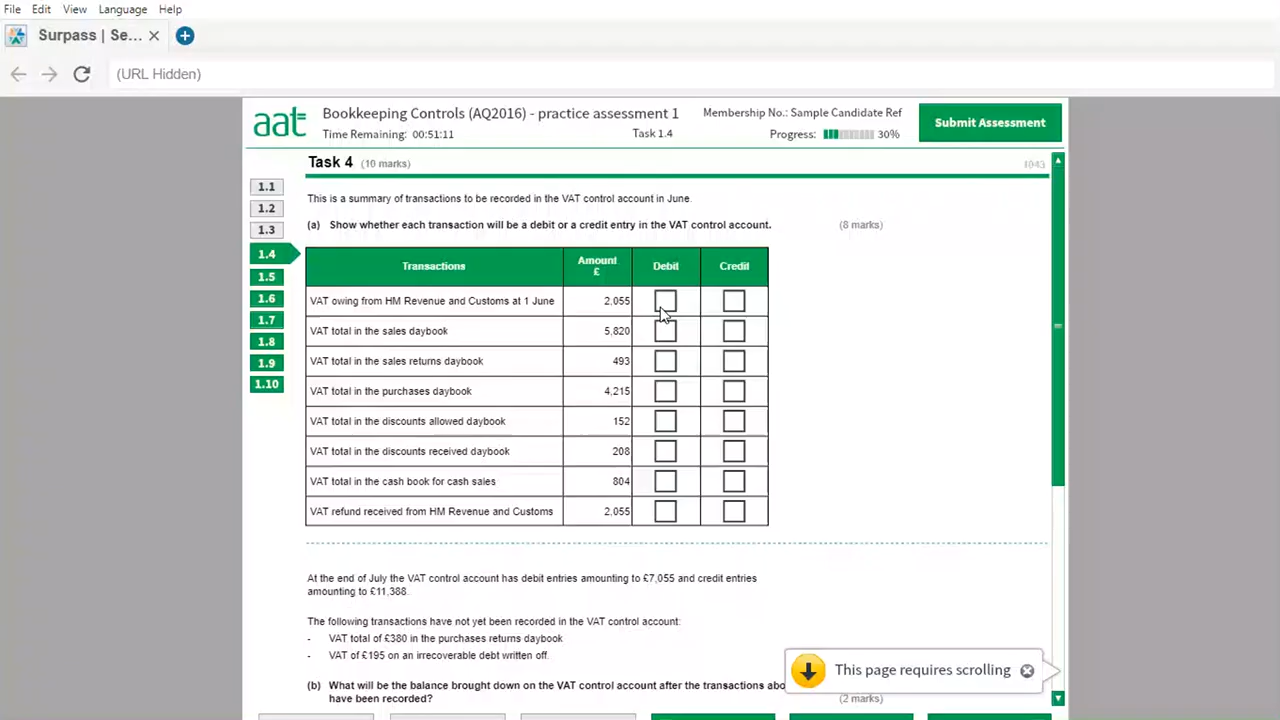 File Edit View Language Help
Surpass | Se...
(URL Hidden)
aat
Bookkeeping Controls (AQ2016) - practice assessment 1
Membership No.: Sample Candidate Ref
Submit Assessment
Time Remaining: 00:51:11
Task 1.4
Progress: 30%
Task 4 (10 marks)
1043
1.1
1.2
1.3
1.4
1.5
1.6
1.7
1.8
1.9
1.10
This is a summary of transactions to be recorded in the VAT control account in June.
(a) Show whether each transaction will be a debit or a credit entry in the VAT control account. (8 marks)
Transactions Amount £ Debit Credit
VAT owing from HM Revenue and Customs at 1 June 2,055
VAT total in the sales daybook 5,820
VAT total in the sales returns daybook 493
VAT total in the purchases daybook 4,215
VAT total in the discounts allowed daybook 152
VAT total in the discounts received daybook 208
VAT total in the cash book for cash sales 804
VAT refund received from HM Revenue and Customs 2,055
At the end of July the VAT control account has debit entries amounting to £7,055 and credit entries
amounting to £11,388.
The following transactions have not yet been recorded in the VAT control account:
- VAT total of £380 in the purchases returns daybook
- VAT of £195 on an irrecoverable debt written off.
This page requires scrolling
(b) What will be the balance brought down on the VAT control account after the transactions
have been recorded? (2 marks)